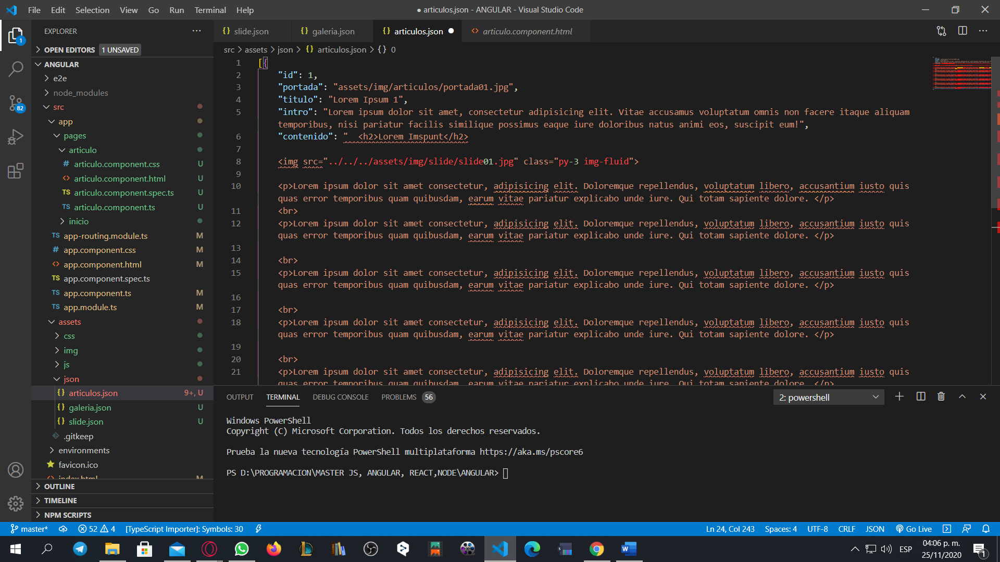 File Edit Selection View Go Run Terminal Help
● articulos.json - ANGULAR - Visual Studio Code
EXPLORER
slide.json
galeria.json
articulos.json
articulo.component.html
OPEN EDITORS 1 UNSAVED
src > assets > json > {} articulos.json > {} 0
ANGULAR
e2e
node_modules
src
app
pages
articulo
articulo.component.css U
articulo.component.html U
articulo.component.spec.ts U
articulo.component.ts U
inicio
app-routing.module.ts M
app.component.css M
app.component.html M
app.component.spec.ts
app.component.ts M
app.module.ts M
assets
css
img
js
json
articulos.json 9+, U
galeria.json U
slide.json U
.gitkeep
environments
favicon.ico
index.html M
OUTLINE
TIMELINE
NPM SCRIPTS
1
82
1 [{
2 "id": 1,
3 "portada": "assets/img/articulos/portada01.jpg",
4 "titulo": "Lorem Ipsum 1",
5 "intro": "Lorem ipsum dolor sit amet, consectetur adipisicing elit. Vitae accusamus voluptatum omnis non facere itaque aliquam
temporibus, nisi pariatur facilis similique possimus eaque iure doloribus natus animi eos, suscipit eum!",
6 "contenido": "  <h2>Lorem Imspunt</h2>
7
8 <img src="../../../assets/img/slide/slide01.jpg" class="py-3 img-fluid">
9
10 <p>Lorem ipsum dolor sit amet consectetur, adipisicing elit. Doloremque repellendus, voluptatum libero, accusantium iusto quis
quas error temporibus quam quibusdam, earum vitae pariatur explicabo unde iure. Qui totam sapiente dolore. </p>
11 <br>
12 <p>Lorem ipsum dolor sit amet consectetur, adipisicing elit. Doloremque repellendus, voluptatum libero, accusantium iusto quis
quas error temporibus quam quibusdam, earum vitae pariatur explicabo unde iure. Qui totam sapiente dolore. </p>
13
14 <br>
15 <p>Lorem ipsum dolor sit amet consectetur, adipisicing elit. Doloremque repellendus, voluptatum libero, accusantium iusto quis
quas error temporibus quam quibusdam, earum vitae pariatur explicabo unde iure. Qui totam sapiente dolore. </p>
16
17 <br>
18 <p>Lorem ipsum dolor sit amet consectetur, adipisicing elit. Doloremque repellendus, voluptatum libero, accusantium iusto quis
quas error temporibus quam quibusdam, earum vitae pariatur explicabo unde iure. Qui totam sapiente dolore. </p>
19
20 <br>
21 <p>Lorem ipsum dolor sit amet consectetur, adipisicing elit. Doloremque repellendus, voluptatum libero, accusantium iusto quis
quas error temporibus quam quibusdam, earum vitae pariatur explicabo unde iure. Qui totam sapiente dolore. </p>
OUTPUT TERMINAL DEBUG CONSOLE PROBLEMS 56
2: powershell
Windows PowerShell
Copyright (C) Microsoft Corporation. Todos los derechos reservados.
Prueba la nueva tecnología PowerShell multiplataforma https://aka.ms/pscore6
PS D:\PROGRAMACION\MASTER JS, ANGULAR, REACT,NODE\ANGULAR>
master* 52 4 [TypeScript Importer]: Symbols: 30
Ln 24, Col 243 Spaces: 4 UTF-8 CRLF JSON Go Live
ESP
04:06 p. m.
25/11/2020
1